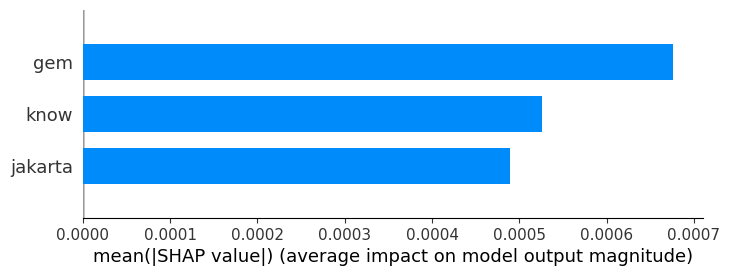 gem
know
jakarta
0.0000 0.0001 0.0002 0.0003 0.0004 0.0005 0.0006 0.0007
mean(|SHAP value|) (average impact on model output magnitude)